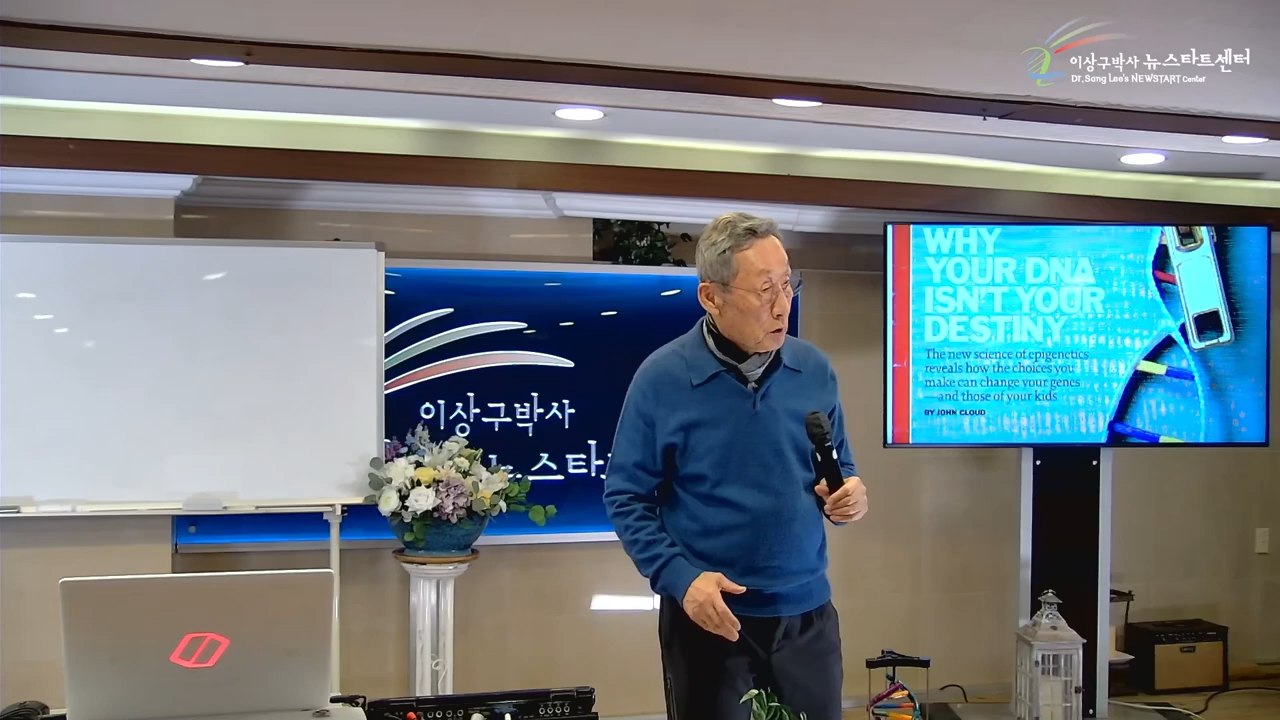 이상구박사 뉴스타트센터
Dr. Sang Lee's NEWSTART Center
WHY
YOUR DNA
ISN'T YOUR
DESTINY
The new science of epigenetics
reveals how the choices you
make can change your genes
—and those of your kids
BY JOHN CLOUD
이상구박사
스타